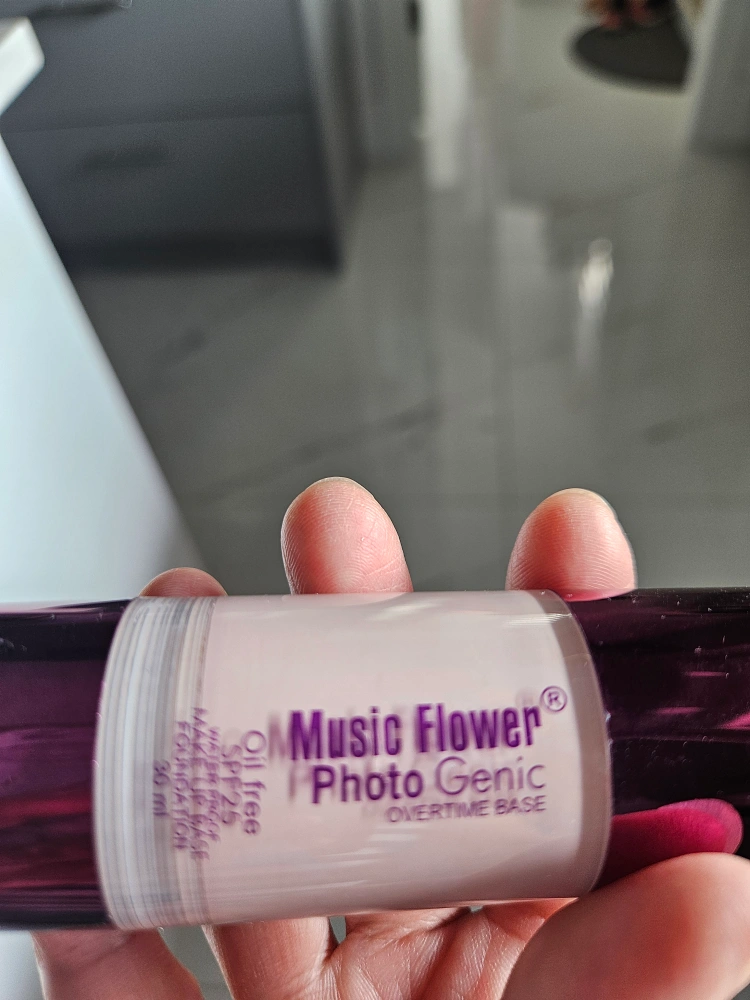 Music Flower®
Photo Genic
OVERTIME BASE
Oil free
SPF25
WATER PROOF
MAKE UP BASE
FOUNDATION
30 ml